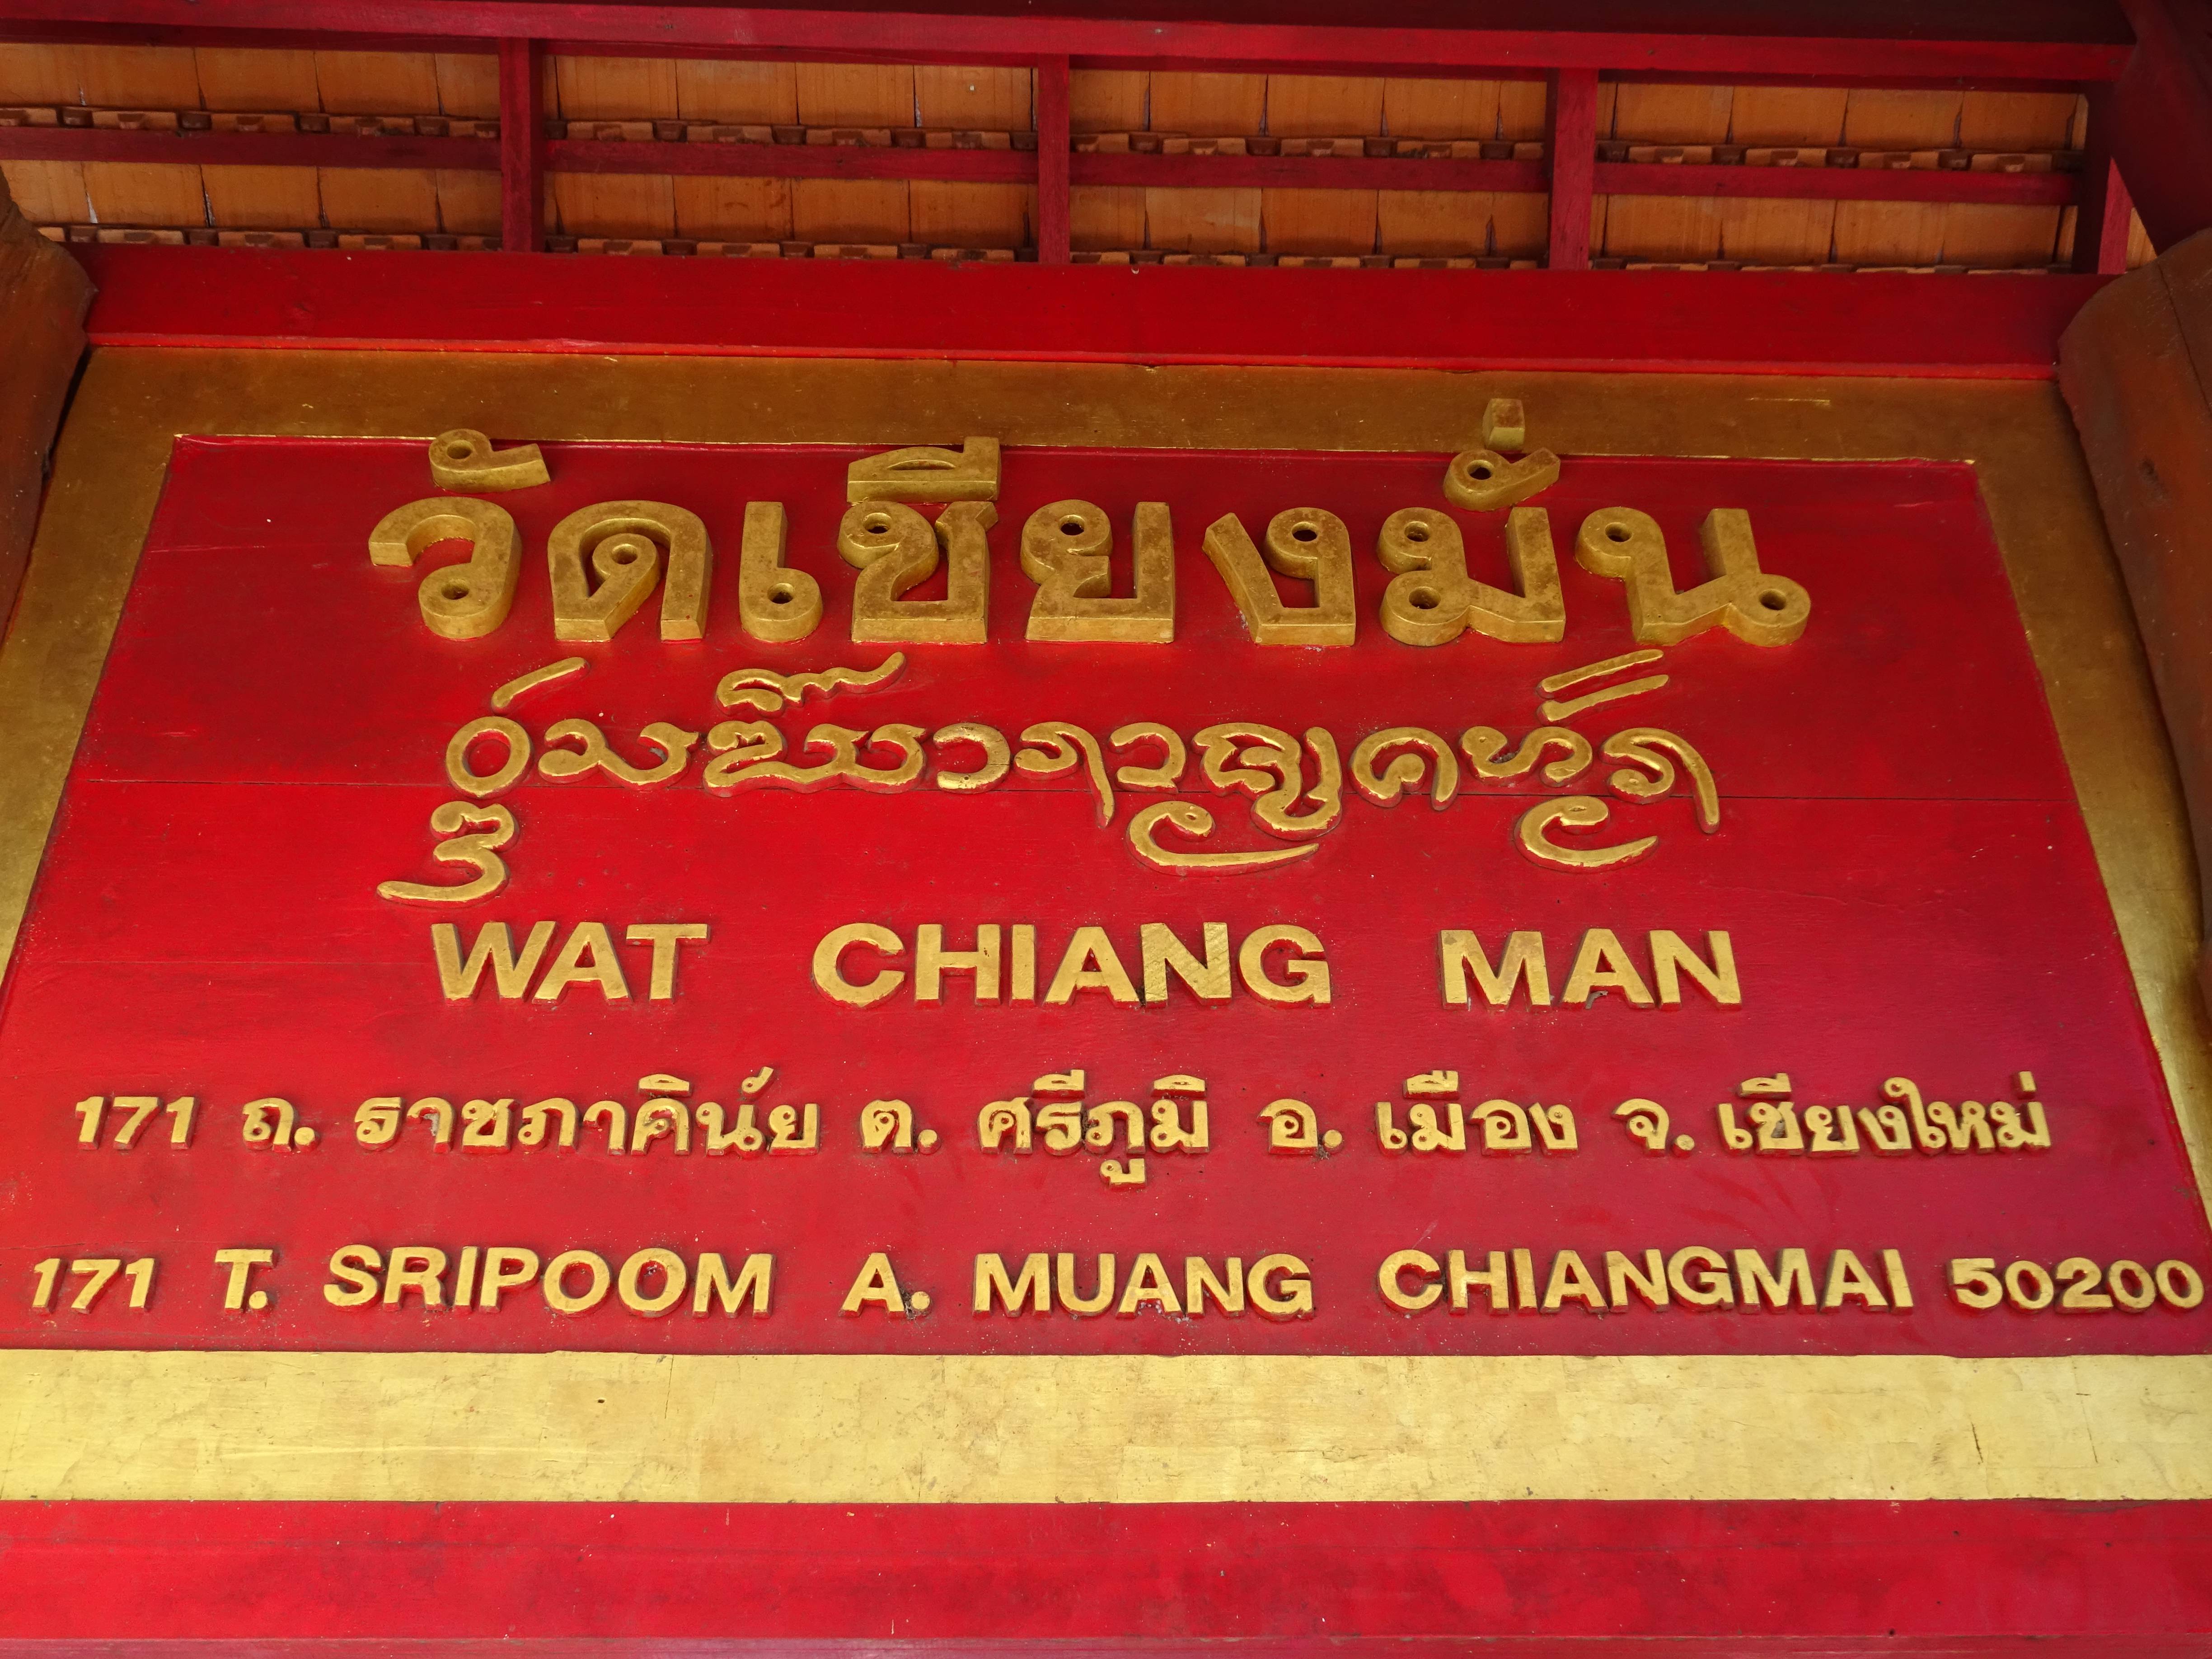 วัดเชียงมั่น
WAT CHIANG MAN
171 ถ. ราชภาคินัย ต. ศรีภูมิ อ. เมือง จ. เชียงใหม่
171 T. SRIPOOM A. MUANG CHIANGMAI 50200